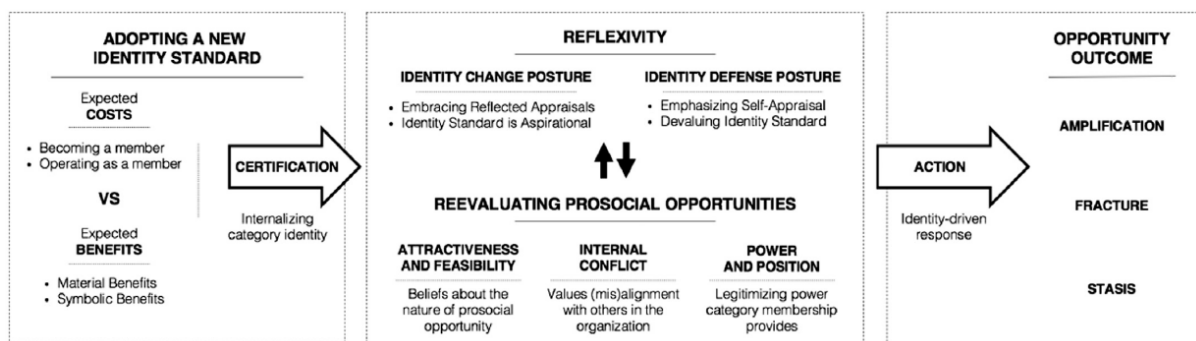 ADOPTING A NEW
IDENTITY STANDARD
Expected
COSTS
• Becoming a member
• Operating as a member
VS
Expected
BENEFITS
• Material Benefits
• Symbolic Benefits
CERTIFICATION
Internalizing
category identity
REFLEXIVITY
IDENTITY CHANGE POSTURE
• Embracing Reflected Appraisals
• Identity Standard is Aspirational
IDENTITY DEFENSE POSTURE
• Emphasizing Self-Appraisal
• Devaluing Identity Standard
REEVALUATING PROSOCIAL OPPORTUNITIES
ATTRACTIVENESS
AND FEASIBILITY
Beliefs about the
nature of prosocial
opportunity
INTERNAL
CONFLICT
Values (mis)alignment
with others in the
organization
POWER
AND POSITION
Legitimizing power
category membership
provides
ACTION
Identity-driven
response
OPPORTUNITY
OUTCOME
AMPLIFICATION
FRACTURE
STASIS